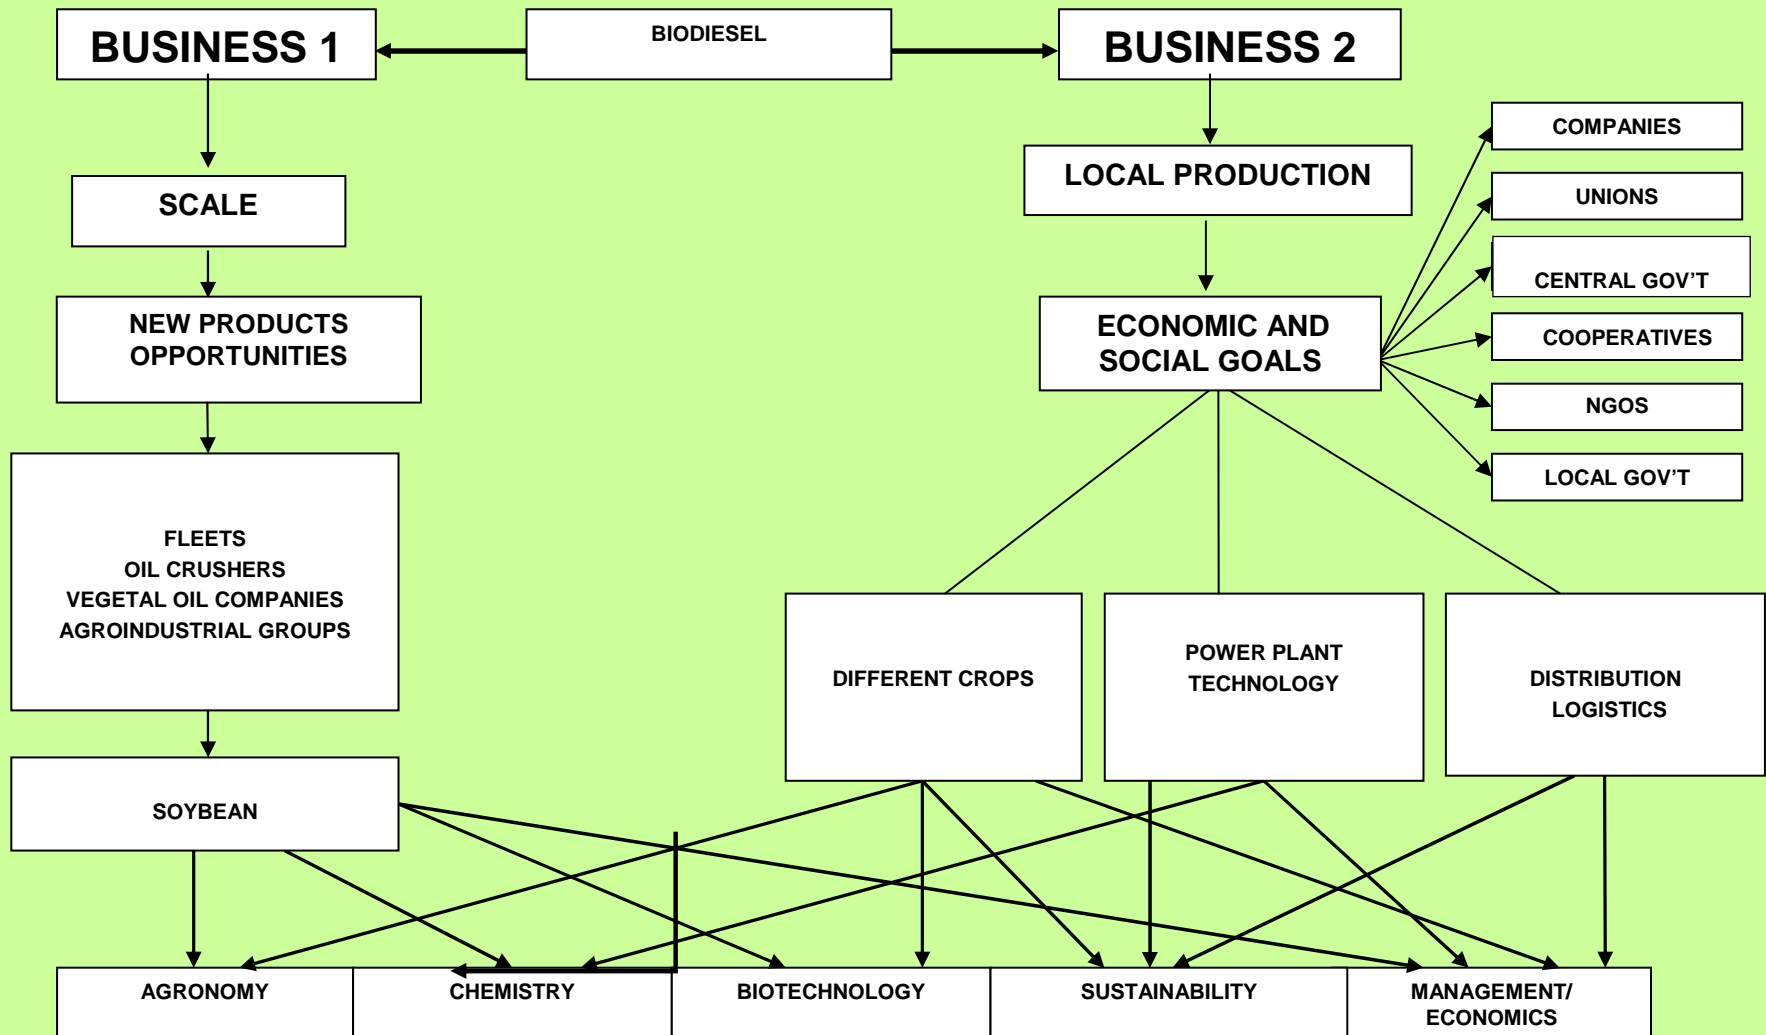 BUSINESS 1
BIODIESEL
BUSINESS 2
COMPANIES
LOCAL PRODUCTION
SCALE
UNIONS
CENTRAL GOV’T
NEW PRODUCTS
OPPORTUNITIES
ECONOMIC AND
SOCIAL GOALS
COOPERATIVES
NGOS
LOCAL GOV’T
FLEETS
OIL CRUSHERS
VEGETAL OIL COMPANIES
AGROINDUSTRIAL GROUPS
DIFFERENT CROPS
POWER PLANT
TECHNOLOGY
DISTRIBUTION
LOGISTICS
SOYBEAN
AGRONOMY
CHEMISTRY
BIOTECHNOLOGY
SUSTAINABILITY
MANAGEMENT/
ECONOMICS